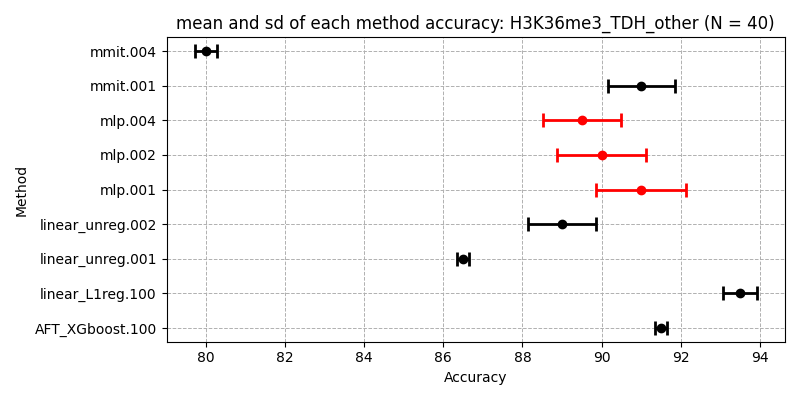 mean and sd of each method accuracy: H3K36me3_TDH_other (N = 40)
mmit.004
mmit.001
mlp.004
mlp.002
mlp.001
linear_unreg.002
linear_unreg.001
linear_L1reg.100
AFT_XGboost.100
Method
80 82 84 86 88 90 92 94
Accuracy